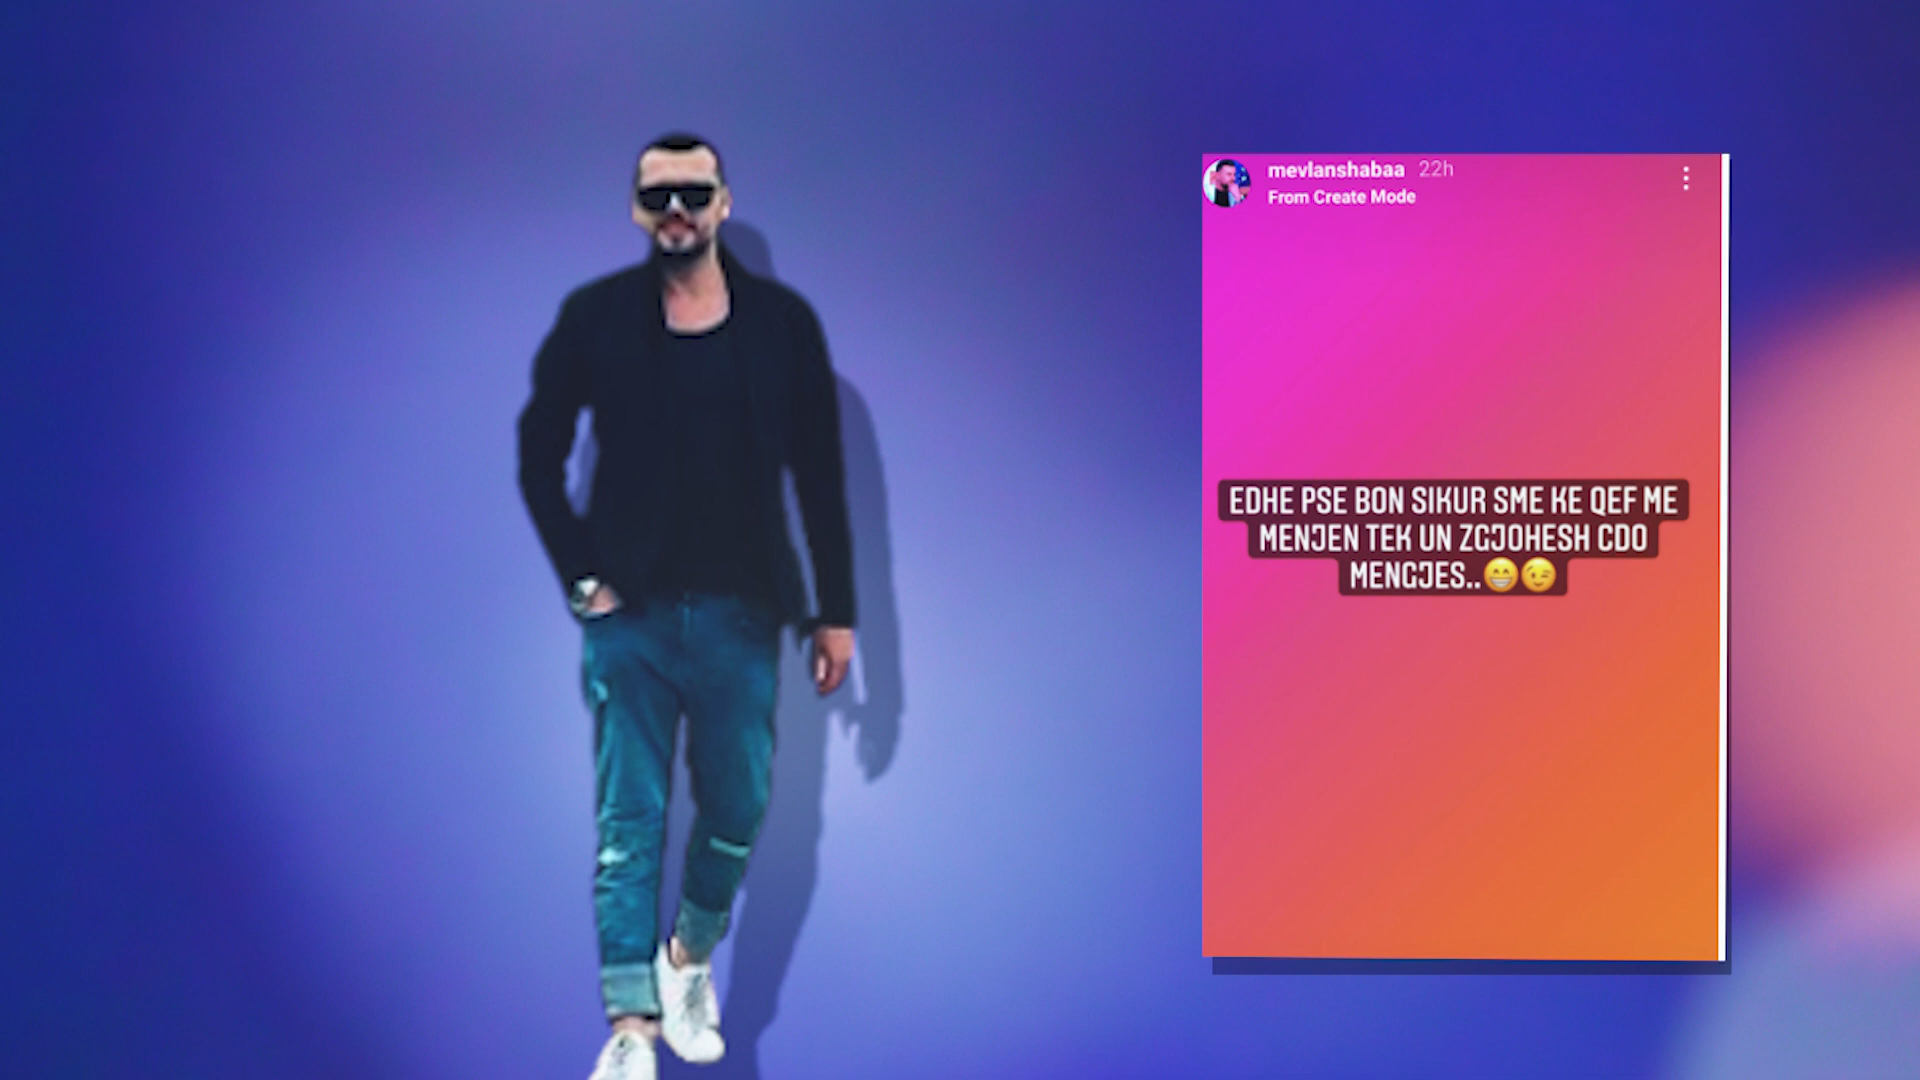 mevlanshabaa 22h
From Create Mode
EDHE PSE BON SIKUR SME KE QEF ME
MENJEN TEK UN ZGJOHESH CDO
MENGJES..😁😉